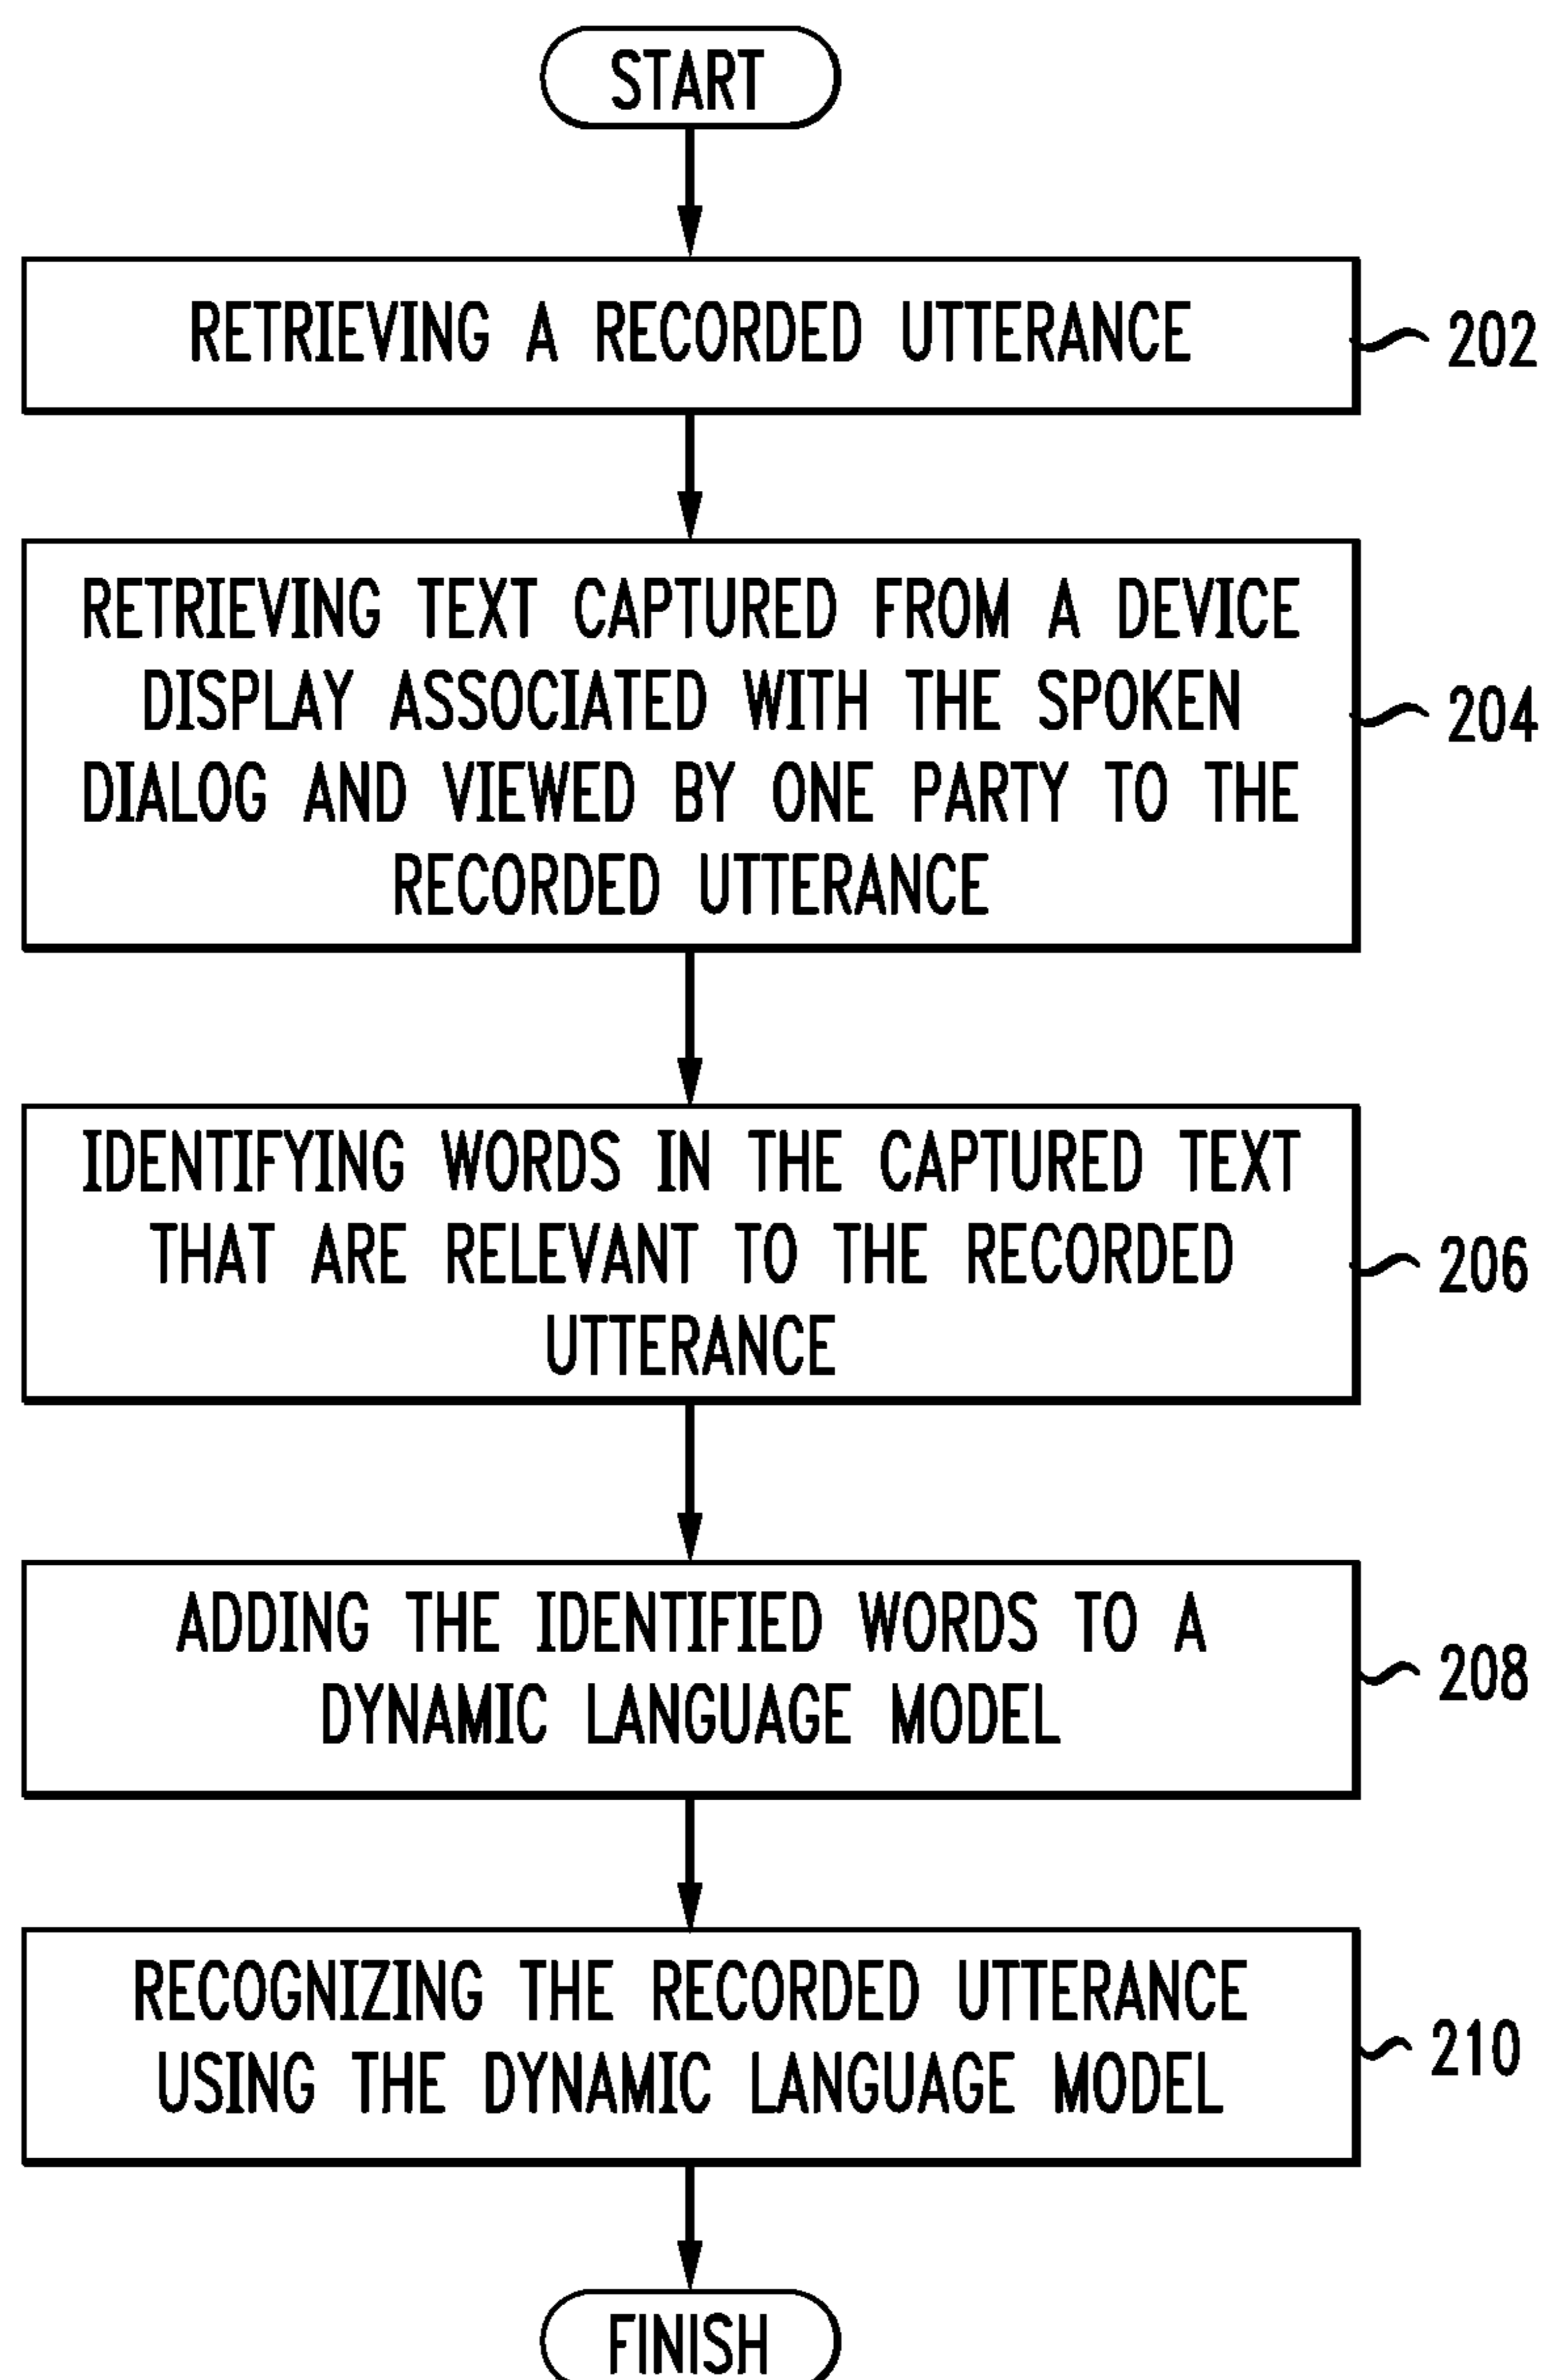 START
RETRIEVING A RECORDED UTTERANCE
202
RETRIEVING TEXT CAPTURED FROM A DEVICE
DISPLAY ASSOCIATED WITH THE SPOKEN
DIALOG AND VIEWED BY ONE PARTY TO THE
RECORDED UTTERANCE
204
IDENTIFYING WORDS IN THE CAPTURED TEXT
THAT ARE RELEVANT TO THE RECORDED
UTTERANCE
206
ADDING THE IDENTIFIED WORDS TO A
DYNAMIC LANGUAGE MODEL
208
RECOGNIZING THE RECORDED UTTERANCE
USING THE DYNAMIC LANGUAGE MODEL
210
FINISH